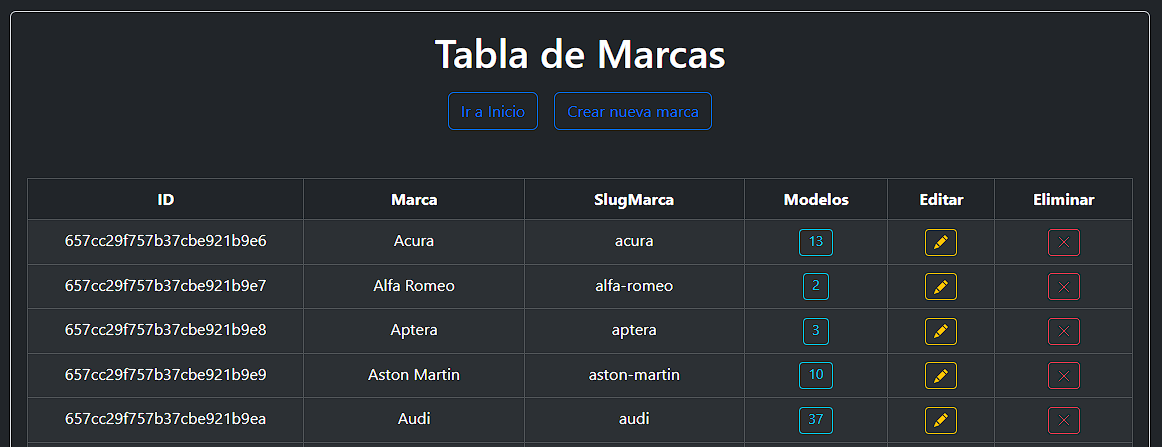 Tabla de Marcas
Ir a Inicio Crear nueva marca
ID Marca SlugMarca Modelos Editar Eliminar
657cc29f757b37cbe921b9e6 Acura acura 13
657cc29f757b37cbe921b9e7 Alfa Romeo alfa-romeo 2
657cc29f757b37cbe921b9e8 Aptera aptera 3
657cc29f757b37cbe921b9e9 Aston Martin aston-martin 10
657cc29f757b37cbe921b9ea Audi audi 37